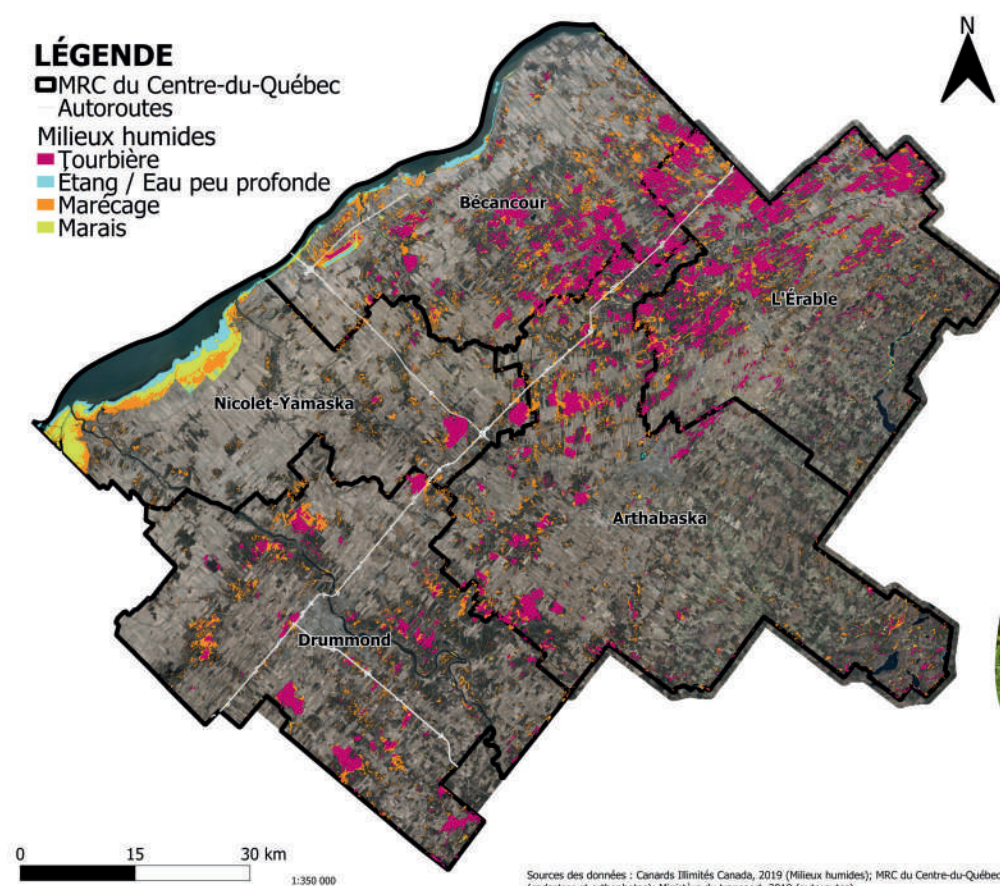 LÉGENDE
MRC du Centre-du-Québec
Autoroutes
Milieux humides
Tourbière
Étang / Eau peu profonde
Marécage
Marais
N
Bécancour
L'Érable
Nicolet-Yamaska
Arthabaska
Drummond
0 15 30 km
1:350 000
Sources des données : Canards Illimités Canada, 2019 (Milieux humides); MRC du Centre-du-Québec